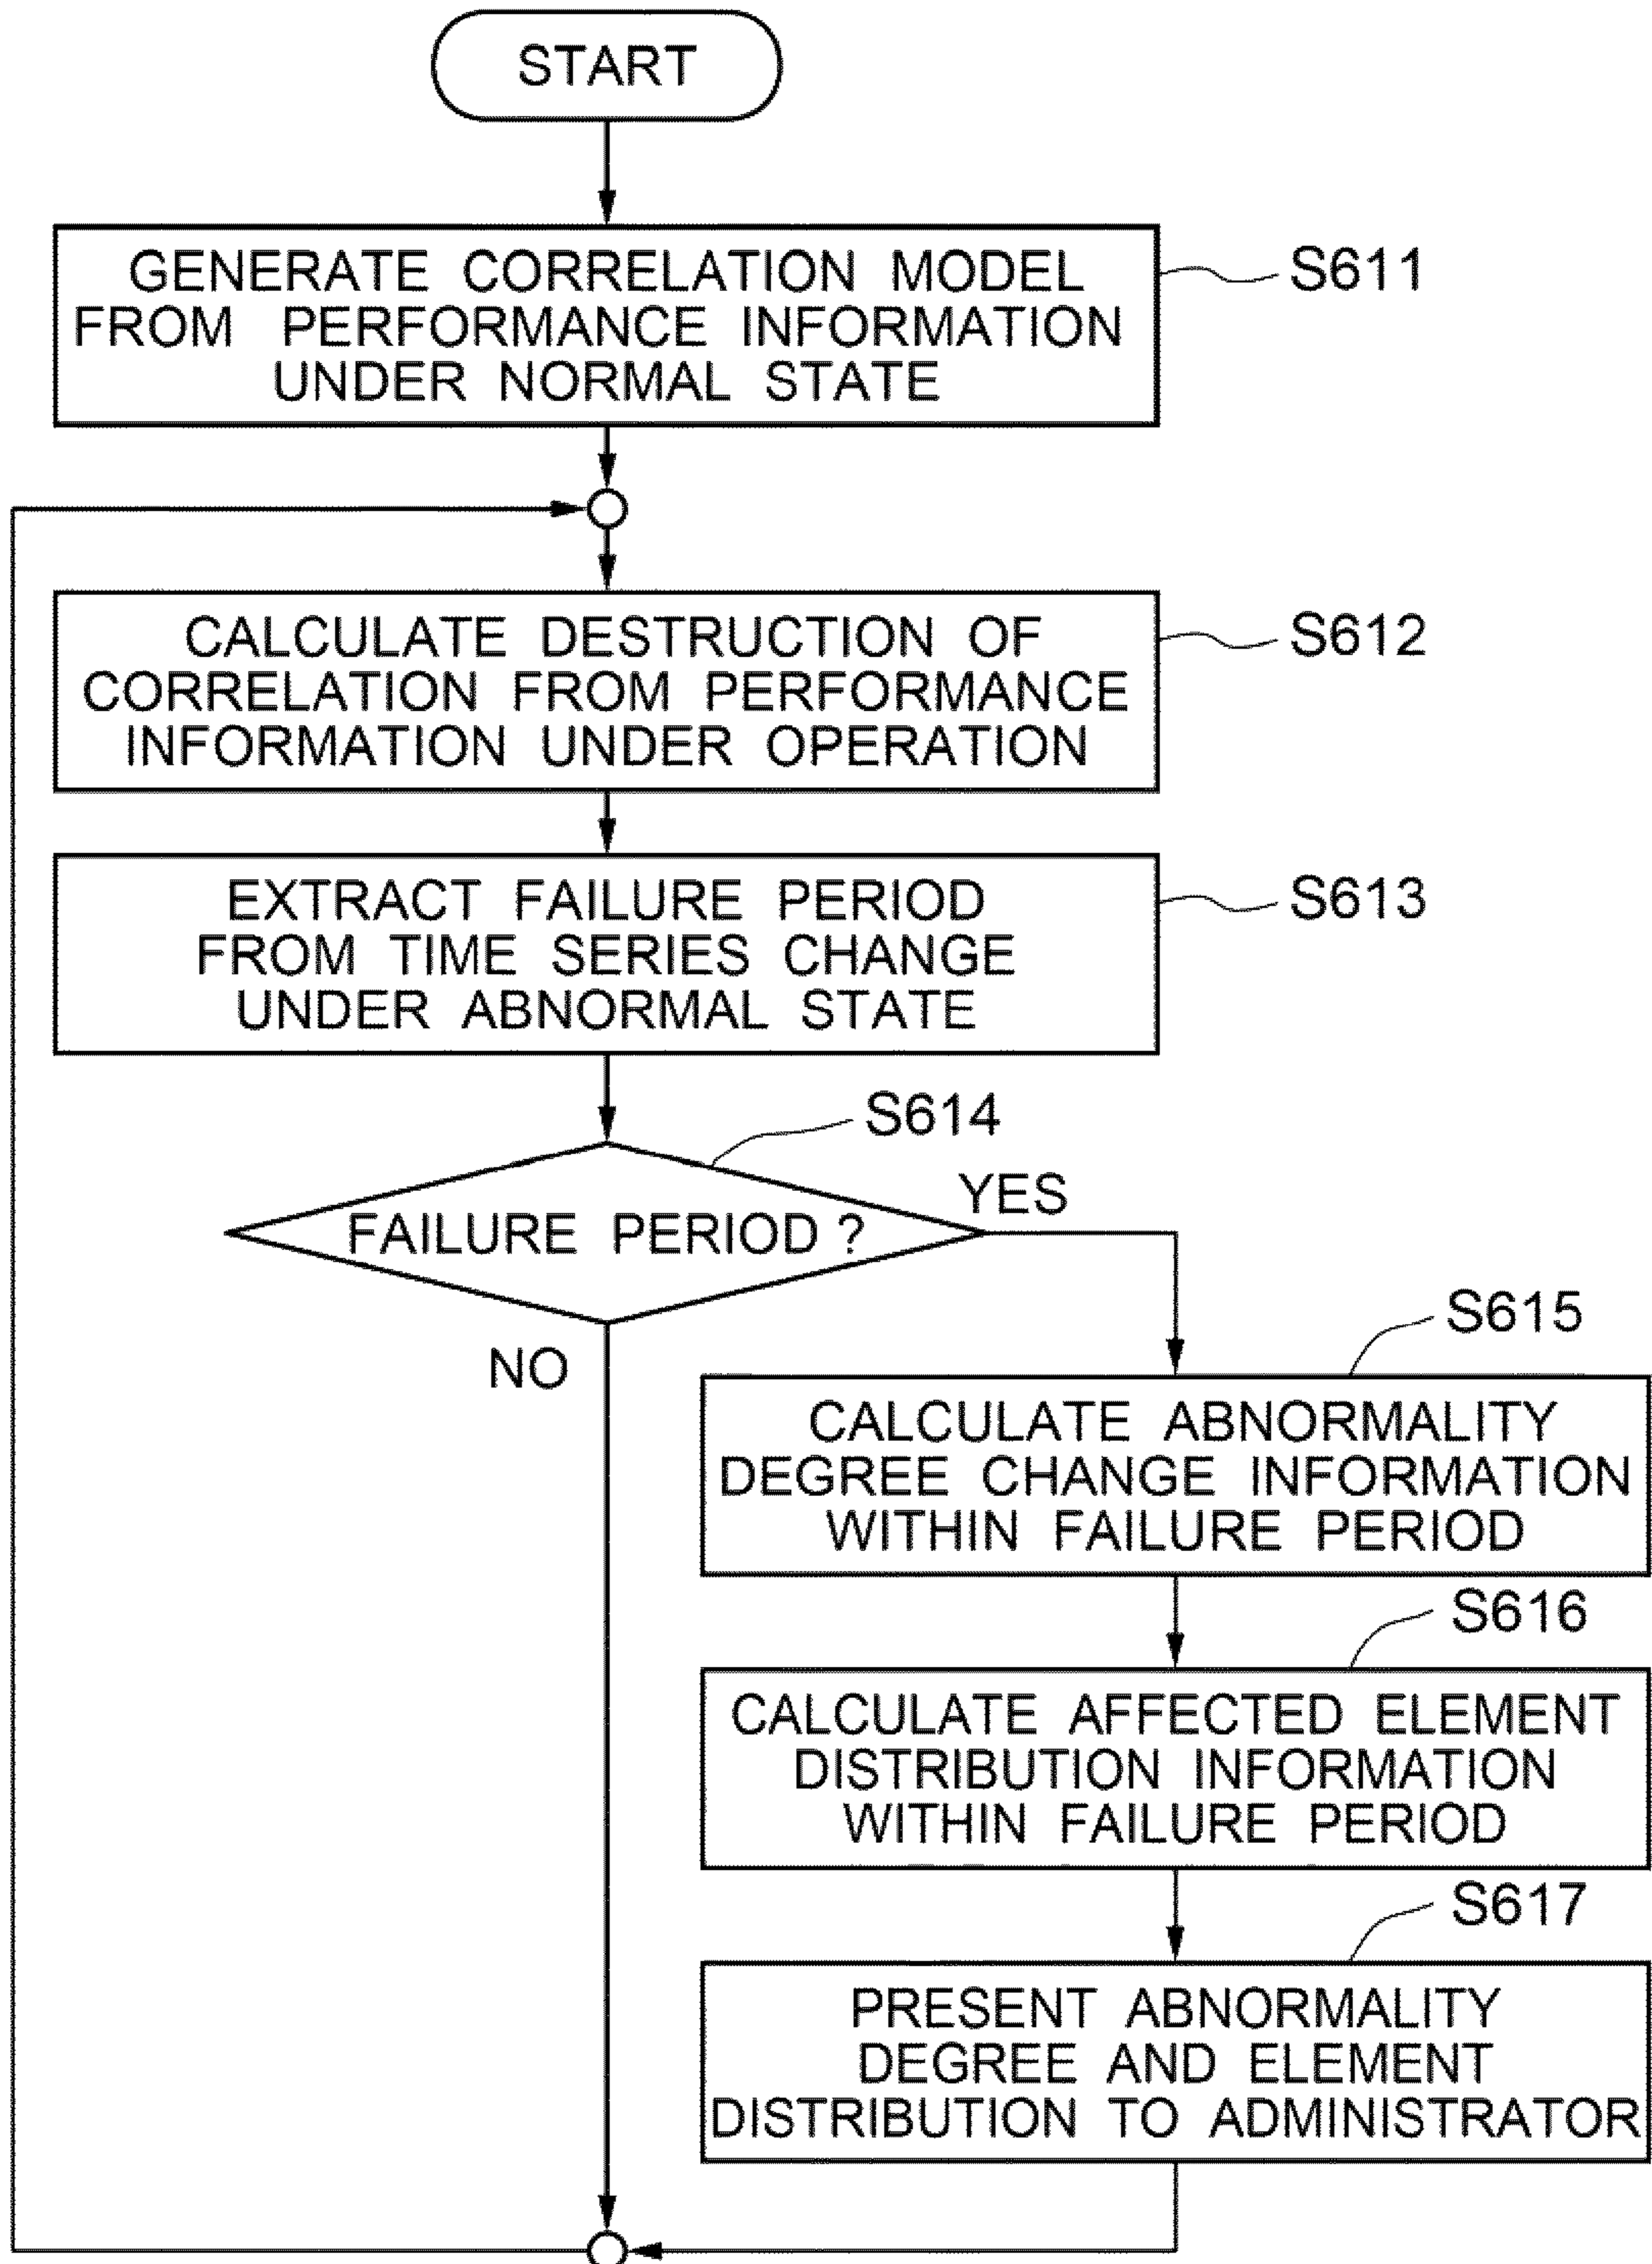 START
GENERATE CORRELATION MODEL
FROM PERFORMANCE INFORMATION
UNDER NORMAL STATE
S611
CALCULATE DESTRUCTION OF
CORRELATION FROM PERFORMANCE
INFORMATION UNDER OPERATION
S612
EXTRACT FAILURE PERIOD
FROM TIME SERIES CHANGE
UNDER ABNORMAL STATE
S613
S614
FAILURE PERIOD ?
YES
NO
S615
CALCULATE ABNORMALITY
DEGREE CHANGE INFORMATION
WITHIN FAILURE PERIOD
S616
CALCULATE AFFECTED ELEMENT
DISTRIBUTION INFORMATION
WITHIN FAILURE PERIOD
S617
PRESENT ABNORMALITY
DEGREE AND ELEMENT
DISTRIBUTION TO ADMINISTRATOR